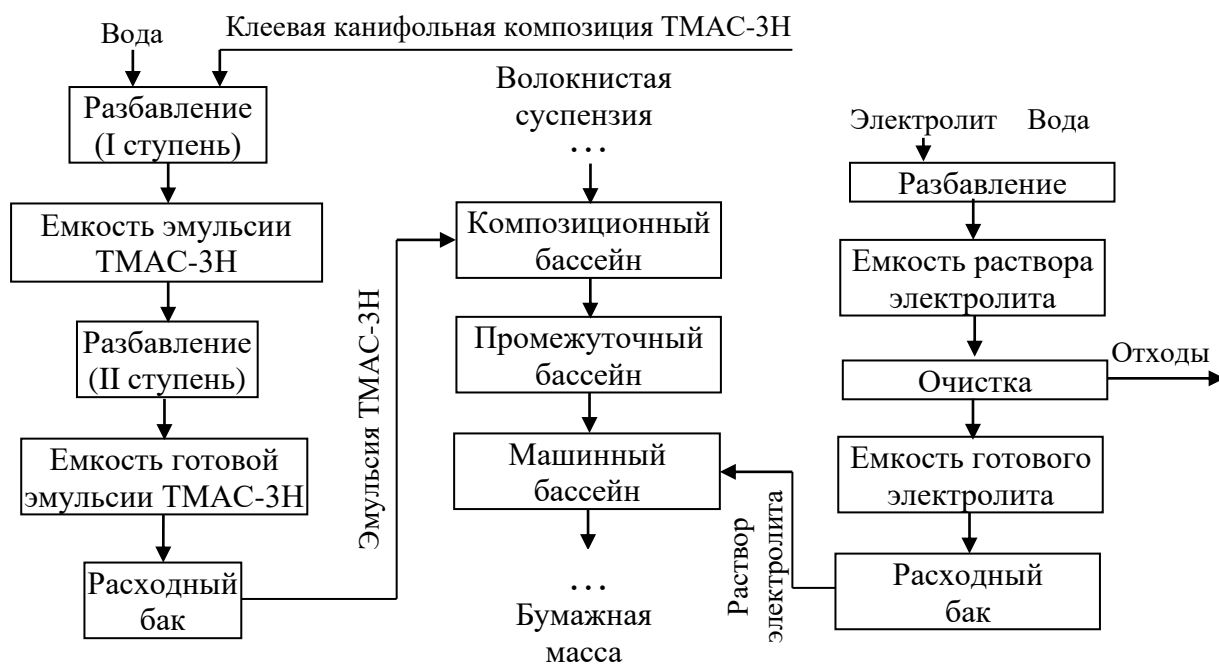 Вода
Клеевая канифольная композиция ТМАС-3Н
Разбавление
(I ступень)
Емкость эмульсии
ТМАС-3Н
Разбавление
(II ступень)
Емкость готовой
эмульсии ТМАС-3Н
Расходный
бак
Эмульсия ТМАС-3Н
Волокнистая
суспензия
...
Композиционный
бассейн
Промежуточный
бассейн
Машинный
бассейн
...
Бумажная
масса
Электролит Вода
Разбавление
Емкость раствора
электролита
Очистка
Отходы
Емкость готового
электролита
Расходный
бак
Раствор
электролита